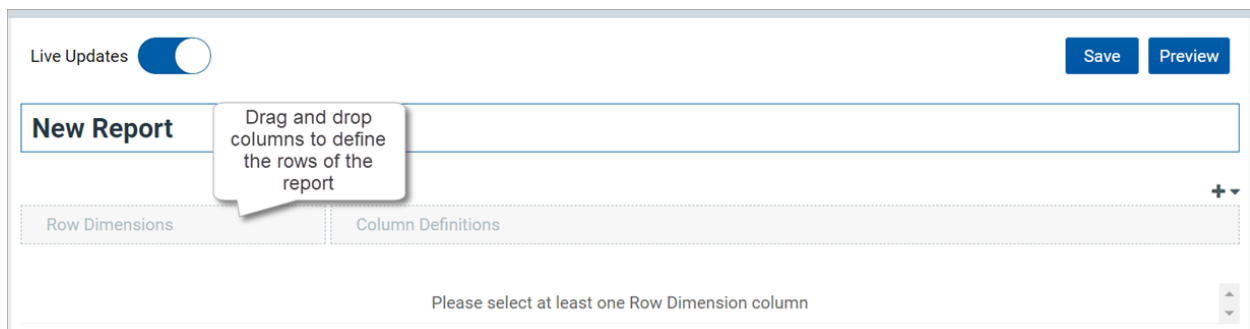 Live Updates
Save
Preview
New Report
Drag and drop
columns to define
the rows of the
report
Row Dimensions
Column Definitions
Please select at least one Row Dimension column